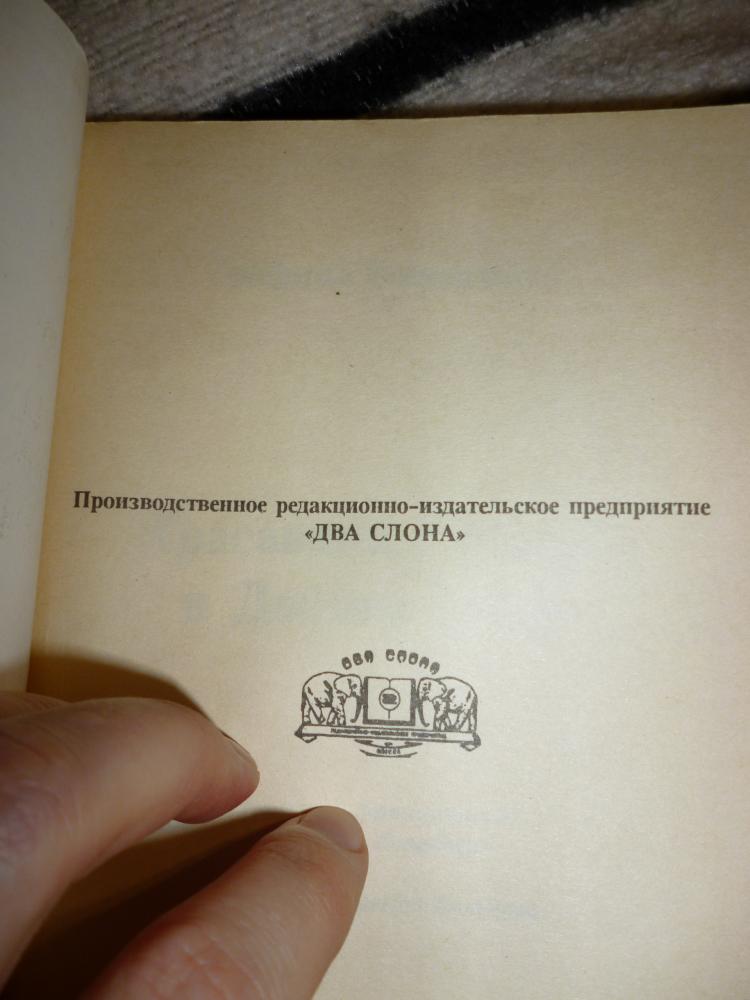 Производственное редакционно-издательское предприятие
«ДВА СЛОНА»
ДВА СЛОНА